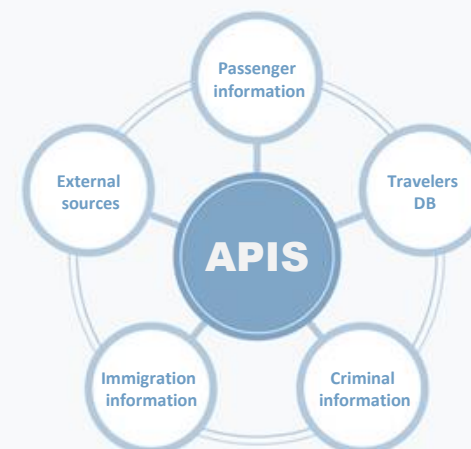 Passenger
information
External
sources
Travelers
DB
APIS
Immigration
information
Criminal
information